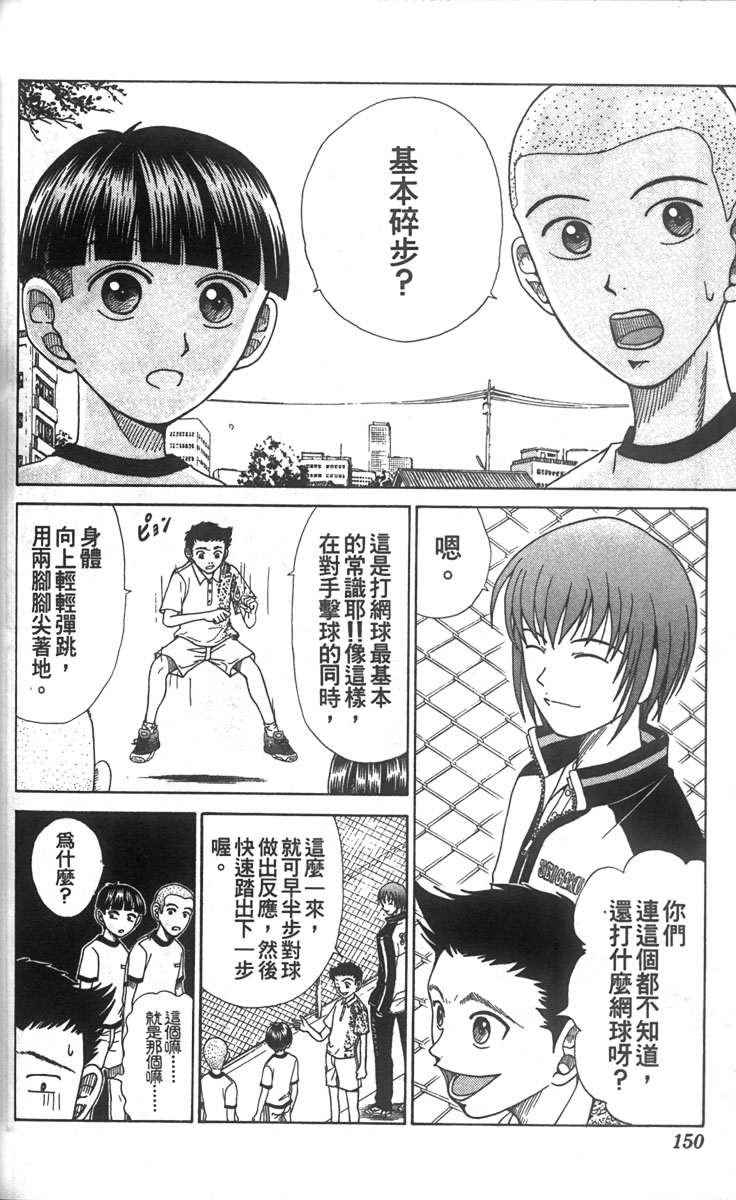 基本碎步？
嗯。
你們
連這個都不知道，
還打什麼網球呀？
這是打網球最基本
的常識耶!!像這樣，
在對手擊球的同時，
ピョン
身體
向上輕輕彈跳，
用兩腳腳尖著地。
這麼一來，
就可早半步對球
做出反應，然後
快速踏出下一步
喔。
為什麼？
這個嘛……
就是那個嘛……
150